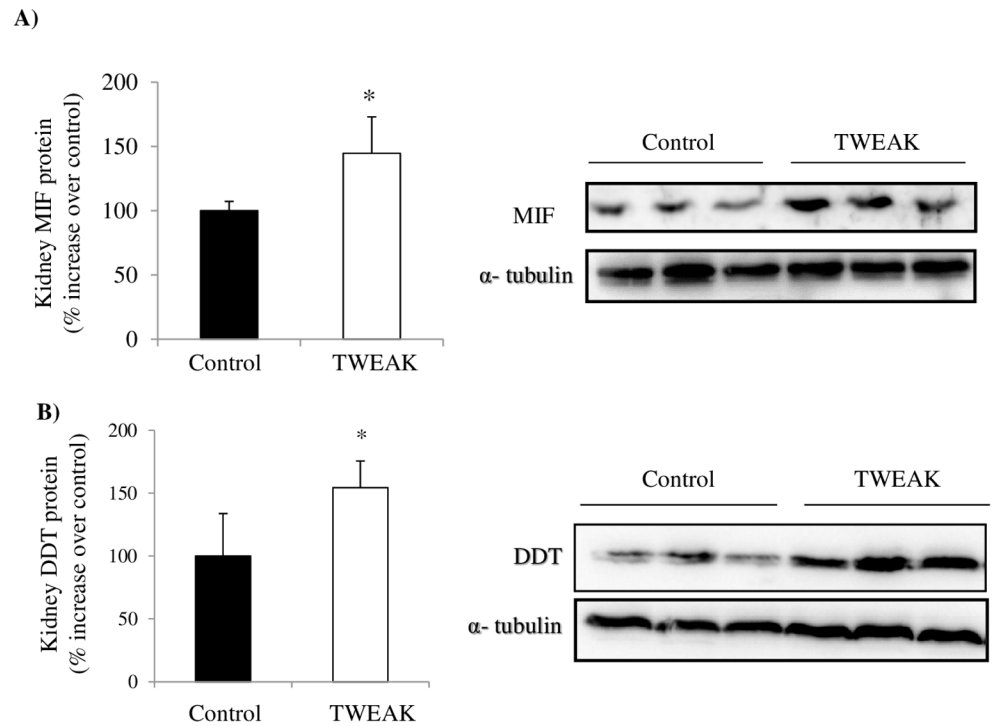 A)
Kidney MIF protein
(% increase over control)
200
150
100
50
0
*
Control
TWEAK
Control
TWEAK
MIF
α- tubulin
B)
Kidney DDT protein
(% increase over control)
200
150
100
50
0
*
Control
TWEAK
Control
TWEAK
DDT
α- tubulin